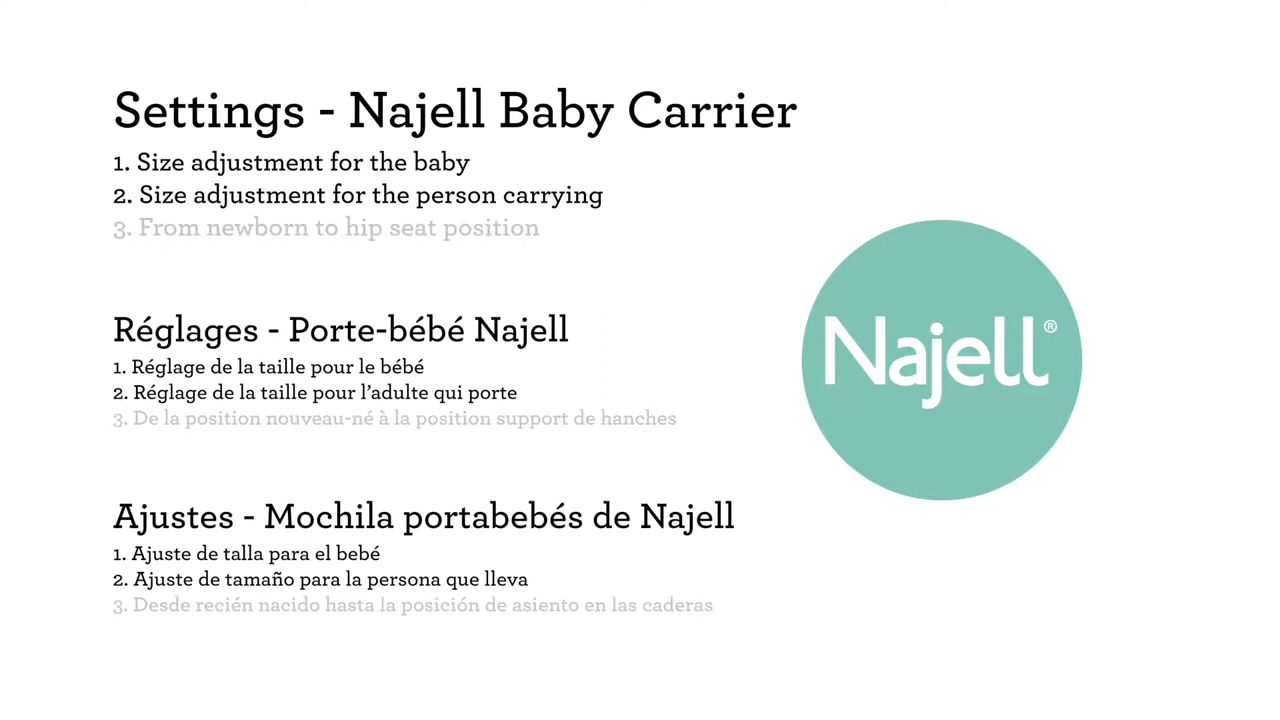 Settings - Najell Baby Carrier
1. Size adjustment for the baby
2. Size adjustment for the person carrying
3. From newborn to hip seat position
Réglages - Porte-bébé Najell
1. Réglage de la taille pour le bébé
2. Réglage de la taille pour l’adulte qui porte
3. De la position nouveau-né à la position support de hanches
Ajustes - Mochila portabebés de Najell
1. Ajuste de talla para el bebé
2. Ajuste de tamaño para la persona que lleva
3. Desde recién nacido hasta la posición de asiento en las caderas
Najell®